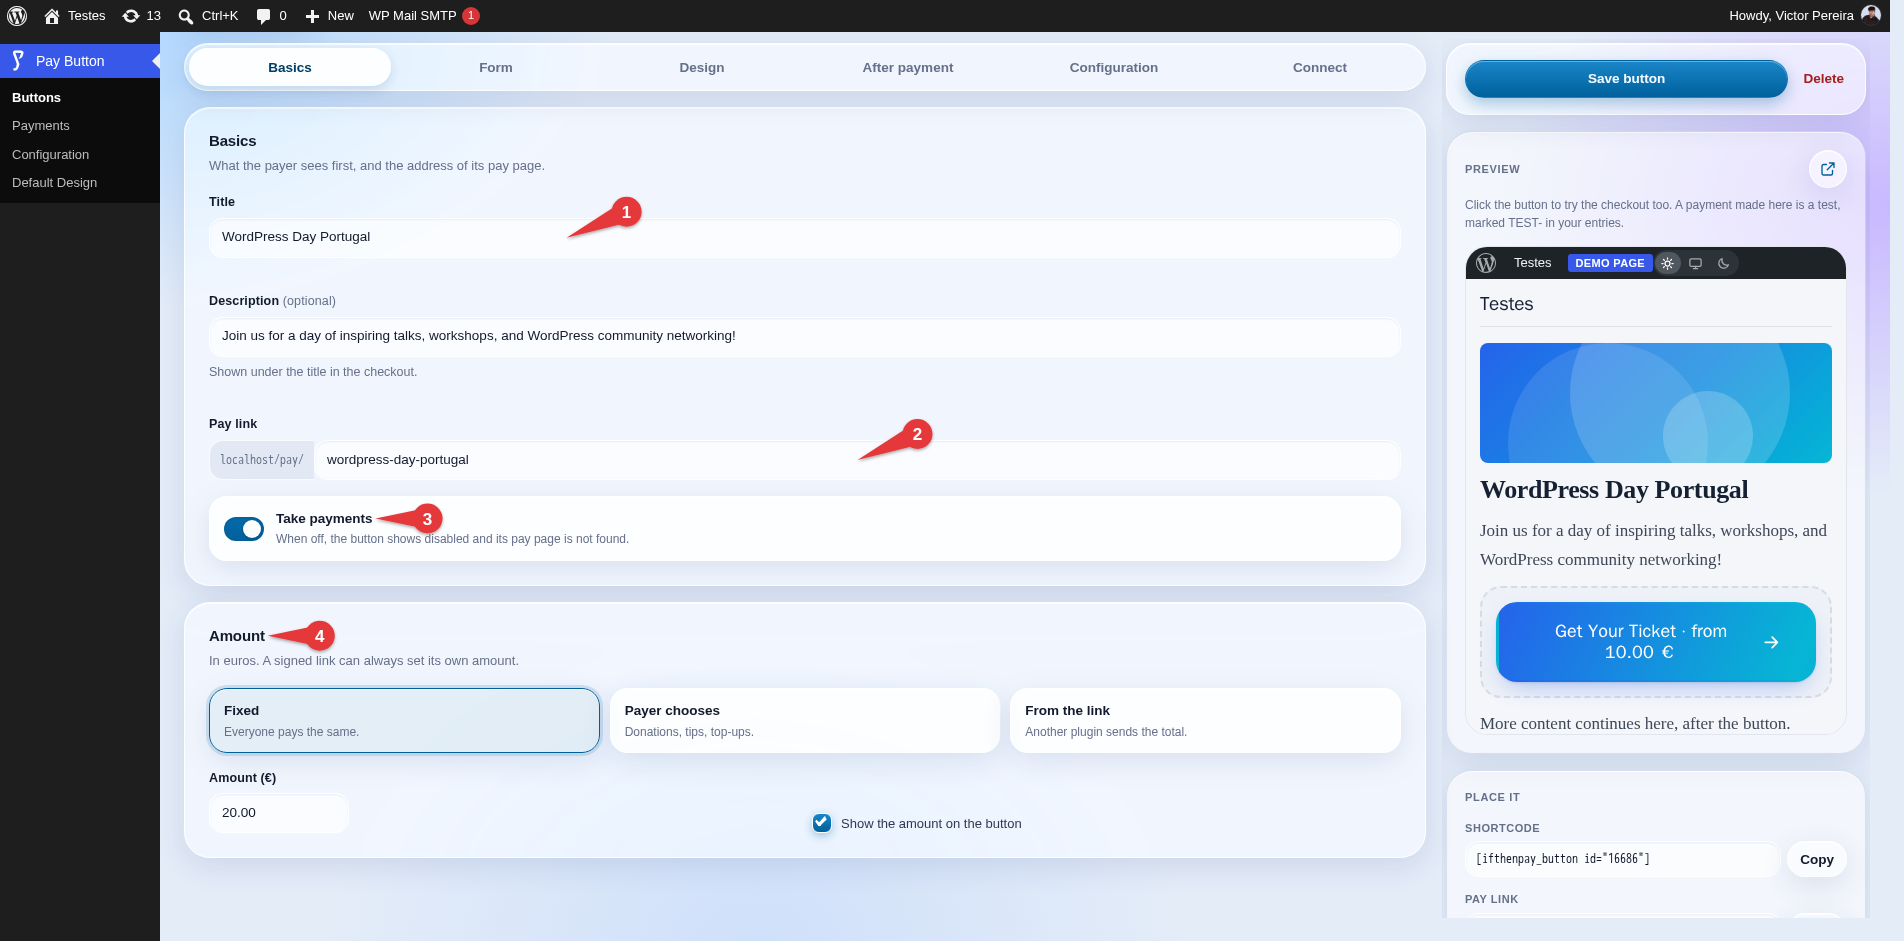 Testes
13
Ctrl+K
0
New
WP Mail SMTP
1
Howdy, Victor Pereira
Pay Button
Buttons
Payments
Configuration
Default Design
Basics
Form
Design
After payment
Configuration
Connect
Basics
What the payer sees first, and the address of its pay page.
Title
1
WordPress Day Portugal
Description (optional)
Join us for a day of inspiring talks, workshops, and WordPress community networking!
Shown under the title in the checkout.
Pay link
2
localhost/pay/
wordpress-day-portugal
Take payments
3
When off, the button shows disabled and its pay page is not found.
Amount
4
In euros. A signed link can always set its own amount.
Fixed
Everyone pays the same.
Payer chooses
Donations, tips, top-ups.
From the link
Another plugin sends the total.
Amount (€)
20.00
Show the amount on the button
Save button
Delete
PREVIEW
Click the button to try the checkout too. A payment made here is a test,
marked TEST- in your entries.
Testes
DEMO PAGE
Testes
WordPress Day Portugal
Join us for a day of inspiring talks, workshops, and
WordPress community networking!
Get Your Ticket · from
10.00 €
More content continues here, after the button.
PLACE IT
SHORTCODE
[ifthenpay_button id="16686"]
Copy
PAY LINK